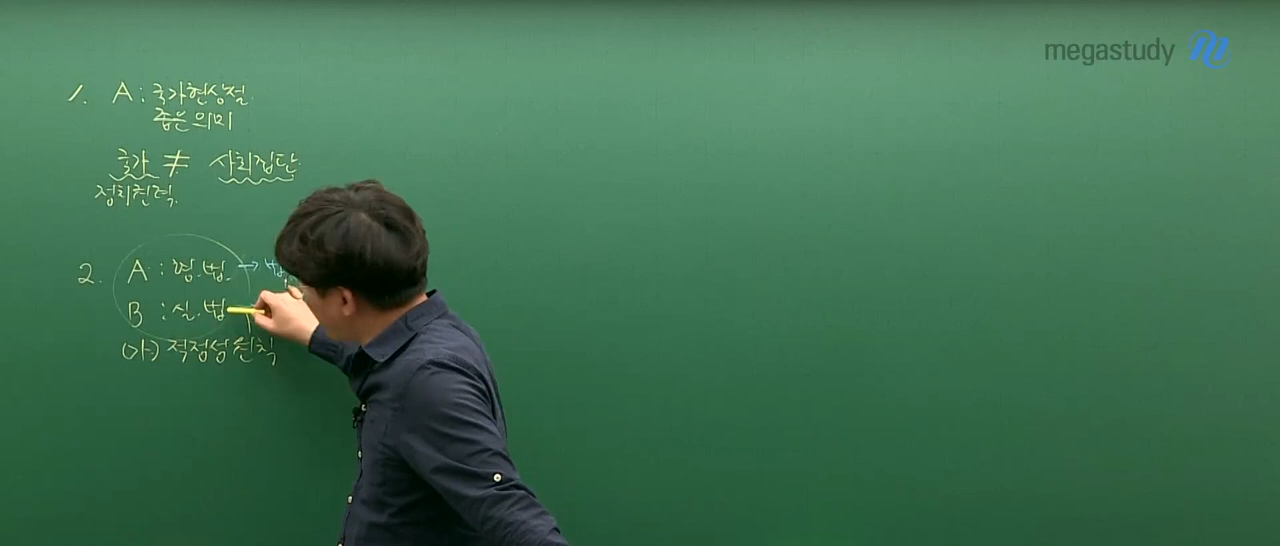 megastudy
1. A : 국가현상설
좁은 의미
국가 ≠ 사회집단
정치권력
2. A : 형.법. → 법
B : 실.법
(가) 적정성 원칙